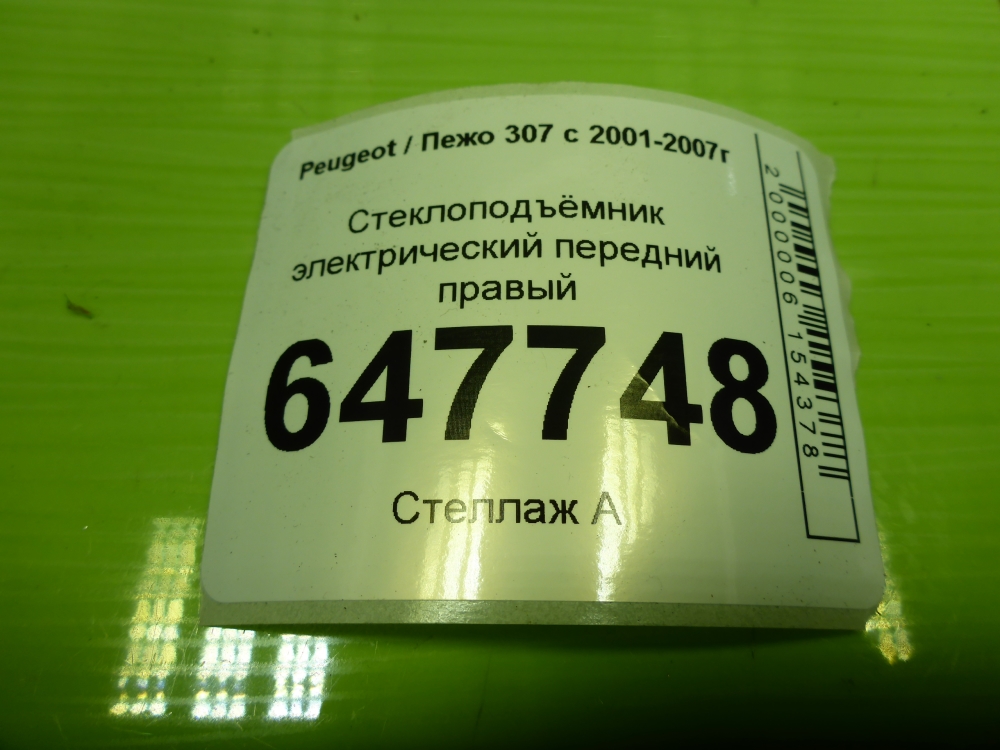 Peugeot / Пежо 307 с 2001-2007г
Стеклоподъёмник
электрический передний
правый
647748
Стеллаж А
2000006154378